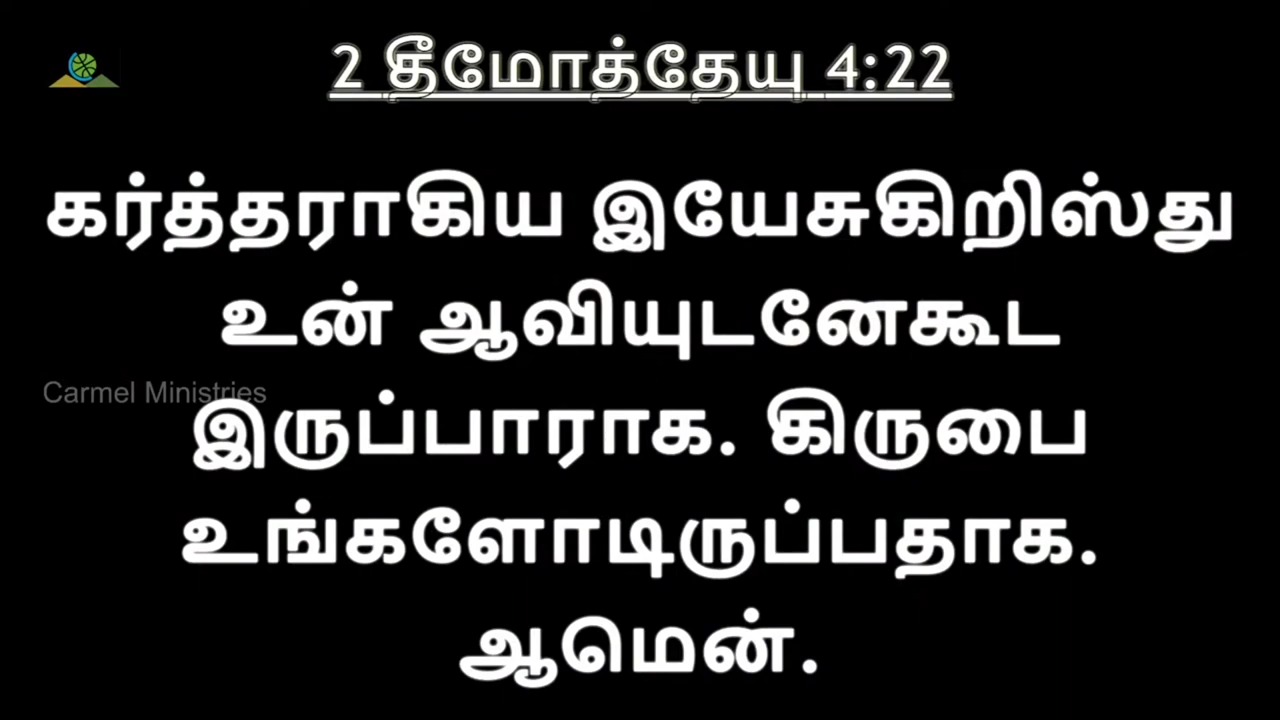 2 தீமோத்தேயு 4:22
கர்த்தராகிய இயேசுகிறிஸ்து
உன் ஆவியுடனேகூட
Carmel Ministries
இருப்பாராக. கிருபை
உங்களோடிருப்பதாக.
ஆமென்.